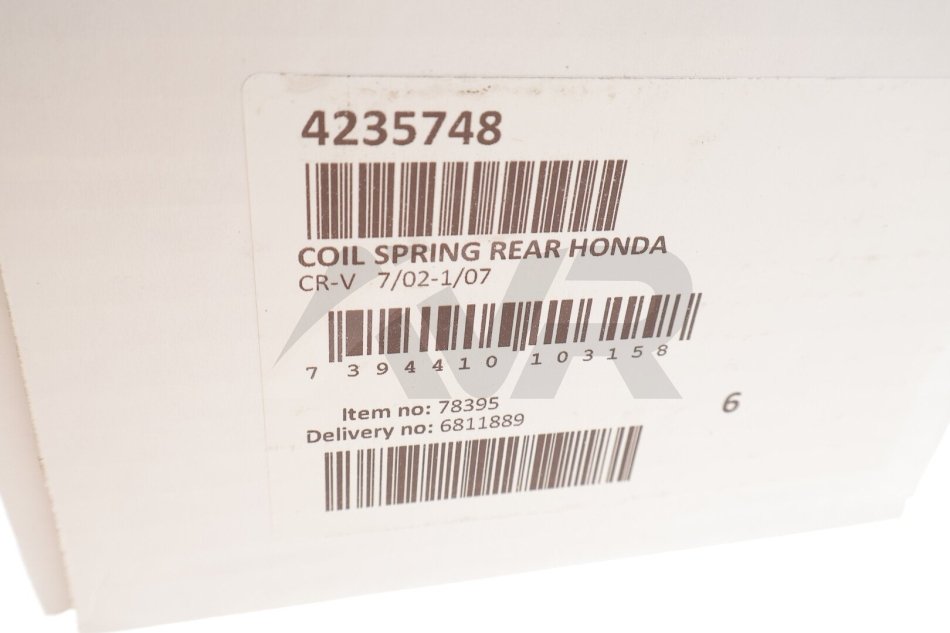 4235748
COIL SPRING REAR HONDA
CR-V 7/02-1/07
7 394410 103158
Item no: 78395
6
Delivery no: 6811889